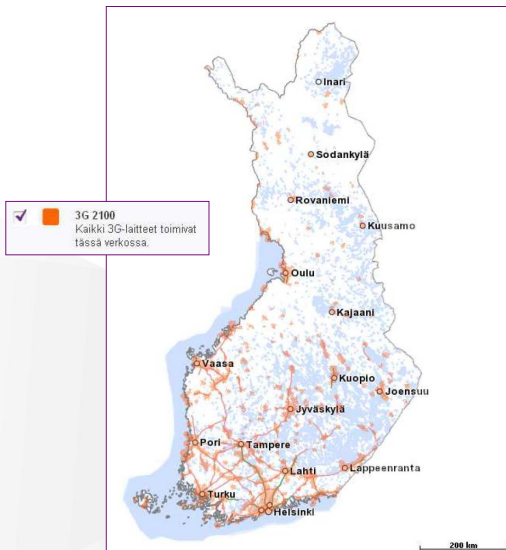 Inari
Sodankylä
Rovaniemi
3G 2100
Kaikki 3G-laitteet toimivat
tässä verkossa.
Kuusamo
Oulu
Kajaani
Vaasa
Kuopio
Joensuu
Jyväskylä
Pori
Tampere
Lahti
Lappeenranta
Turku
Helsinki
200 km